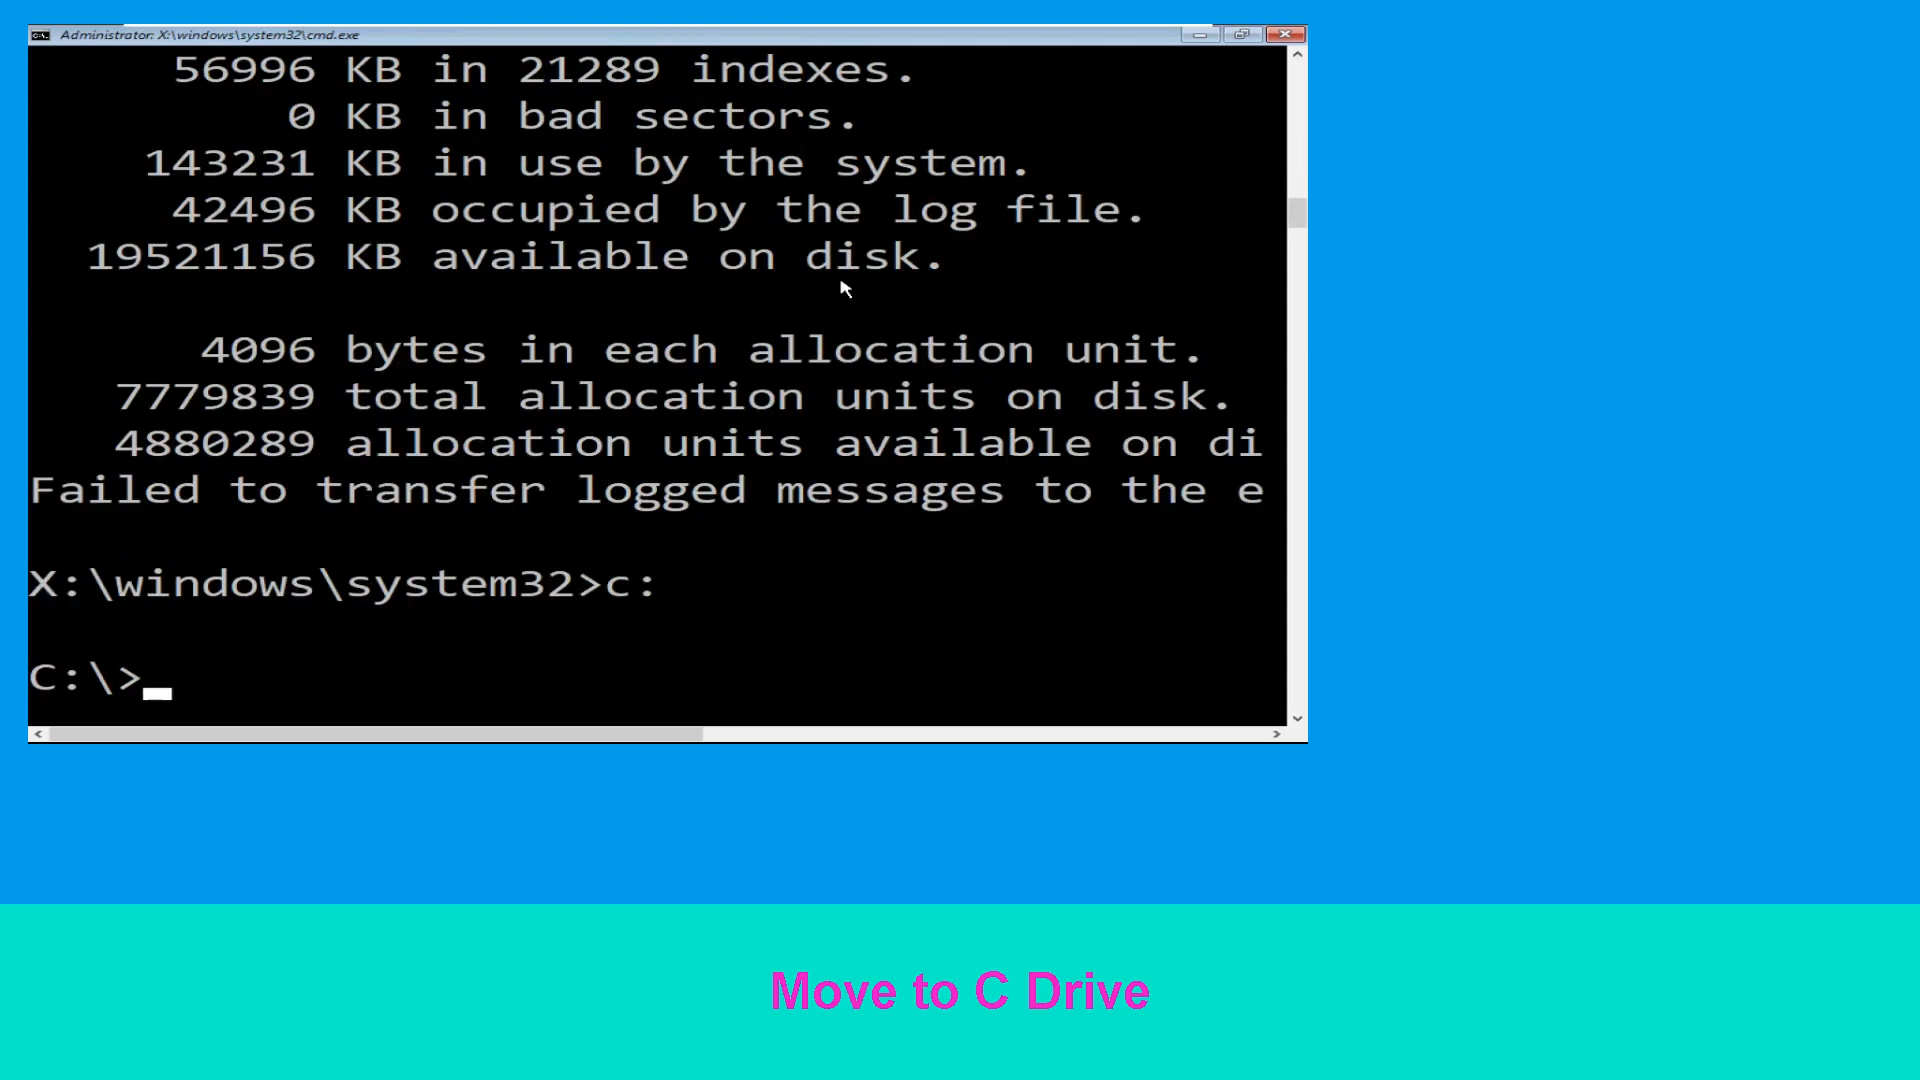 Administrator: X:\windows\system32\cmd.exe
56996 KB in 21289 indexes.
0 KB in bad sectors.
143231 KB in use by the system.
42496 KB occupied by the log file.
19521156 KB available on disk.
4096 bytes in each allocation unit.
7779839 total allocation units on disk.
4880289 allocation units available on di
Failed to transfer logged messages to the e
X:\windows\system32>c:
C:\>
Move to C Drive